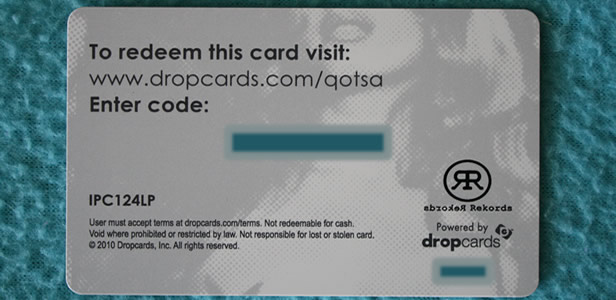 To redeem this card visit:
www.dropcards.com/qotsa
Enter code:
IPC124LP
User must accept terms at dropcards.com/terms. Not redeemable for cash.
Void where prohibited or restricted by law. Not responsible for lost or stolen card.
© 2010 Dropcards, Inc. All rights reserved.
RR
Rekords Rekords
Powered by
dropcards